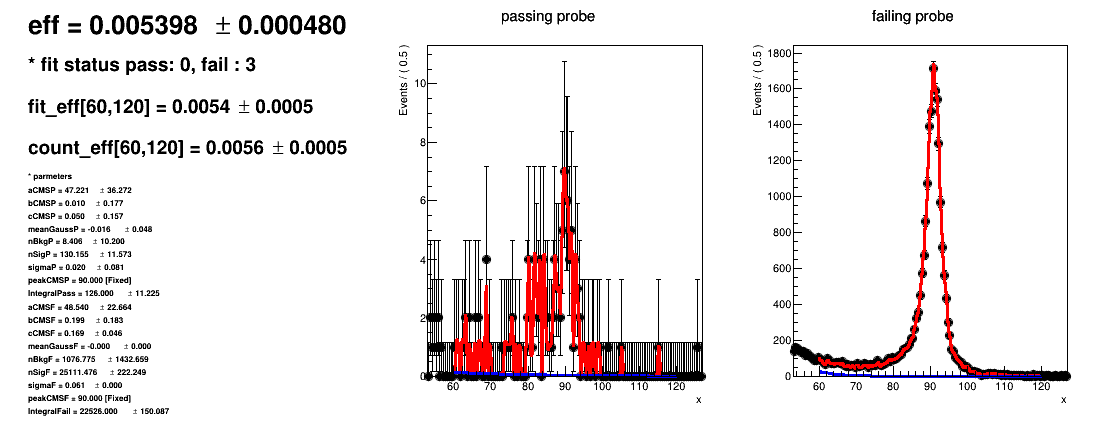 eff = 0.005398 ± 0.000480
* fit status pass: 0, fail : 3
fit_eff[60,120] = 0.0054 ± 0.0005
count_eff[60,120] = 0.0056 ± 0.0005
* parmeters
aCMSP = 47.221 ± 36.272
bCMSP = 0.010 ± 0.177
cCMSP = 0.050 ± 0.157
meanGaussP = -0.016 ± 0.048
nBkgP = 8.406 ± 10.200
nSigP = 130.155 ± 11.573
sigmaP = 0.020 ± 0.081
peakCMSP = 90.000 [Fixed]
IntegralPass = 126.000 ± 11.225
aCMSF = 48.540 ± 22.664
bCMSF = 0.199 ± 0.183
cCMSF = 0.169 ± 0.046
meanGaussF = -0.000 ± 0.000
nBkgF = 1076.775 ± 1432.659
nSigF = 25111.476 ± 222.249
sigmaF = 0.061 ± 0.000
peakCMSF = 90.000 [Fixed]
IntegralFail = 22526.000 ± 150.087
passing probe
Events / ( 0.5 )
10
8
6
4
2
0
60 70 80 90 100 110 120
x
failing probe
Events / ( 0.5 )
1800
1600
1400
1200
1000
800
600
400
200
0
60 70 80 90 100 110 120
x